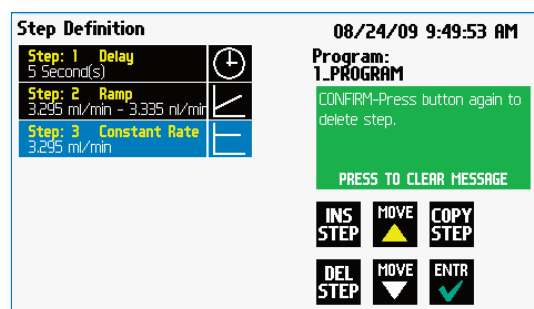 Step Definition
08/24/09 9:49:53 AM
Step: 1 Delay
5 Second(s)
Step: 2 Ramp
3.295 ml/min - 3.335 nl/min
Step: 3 Constant Rate
3.295 ml/min
Program:
1_PROGRAM
CONFIRM-Press button again to
delete step.
PRESS TO CLEAR MESSAGE
INS
STEP
MOVE
COPY
STEP
DEL
STEP
MOVE
ENTR